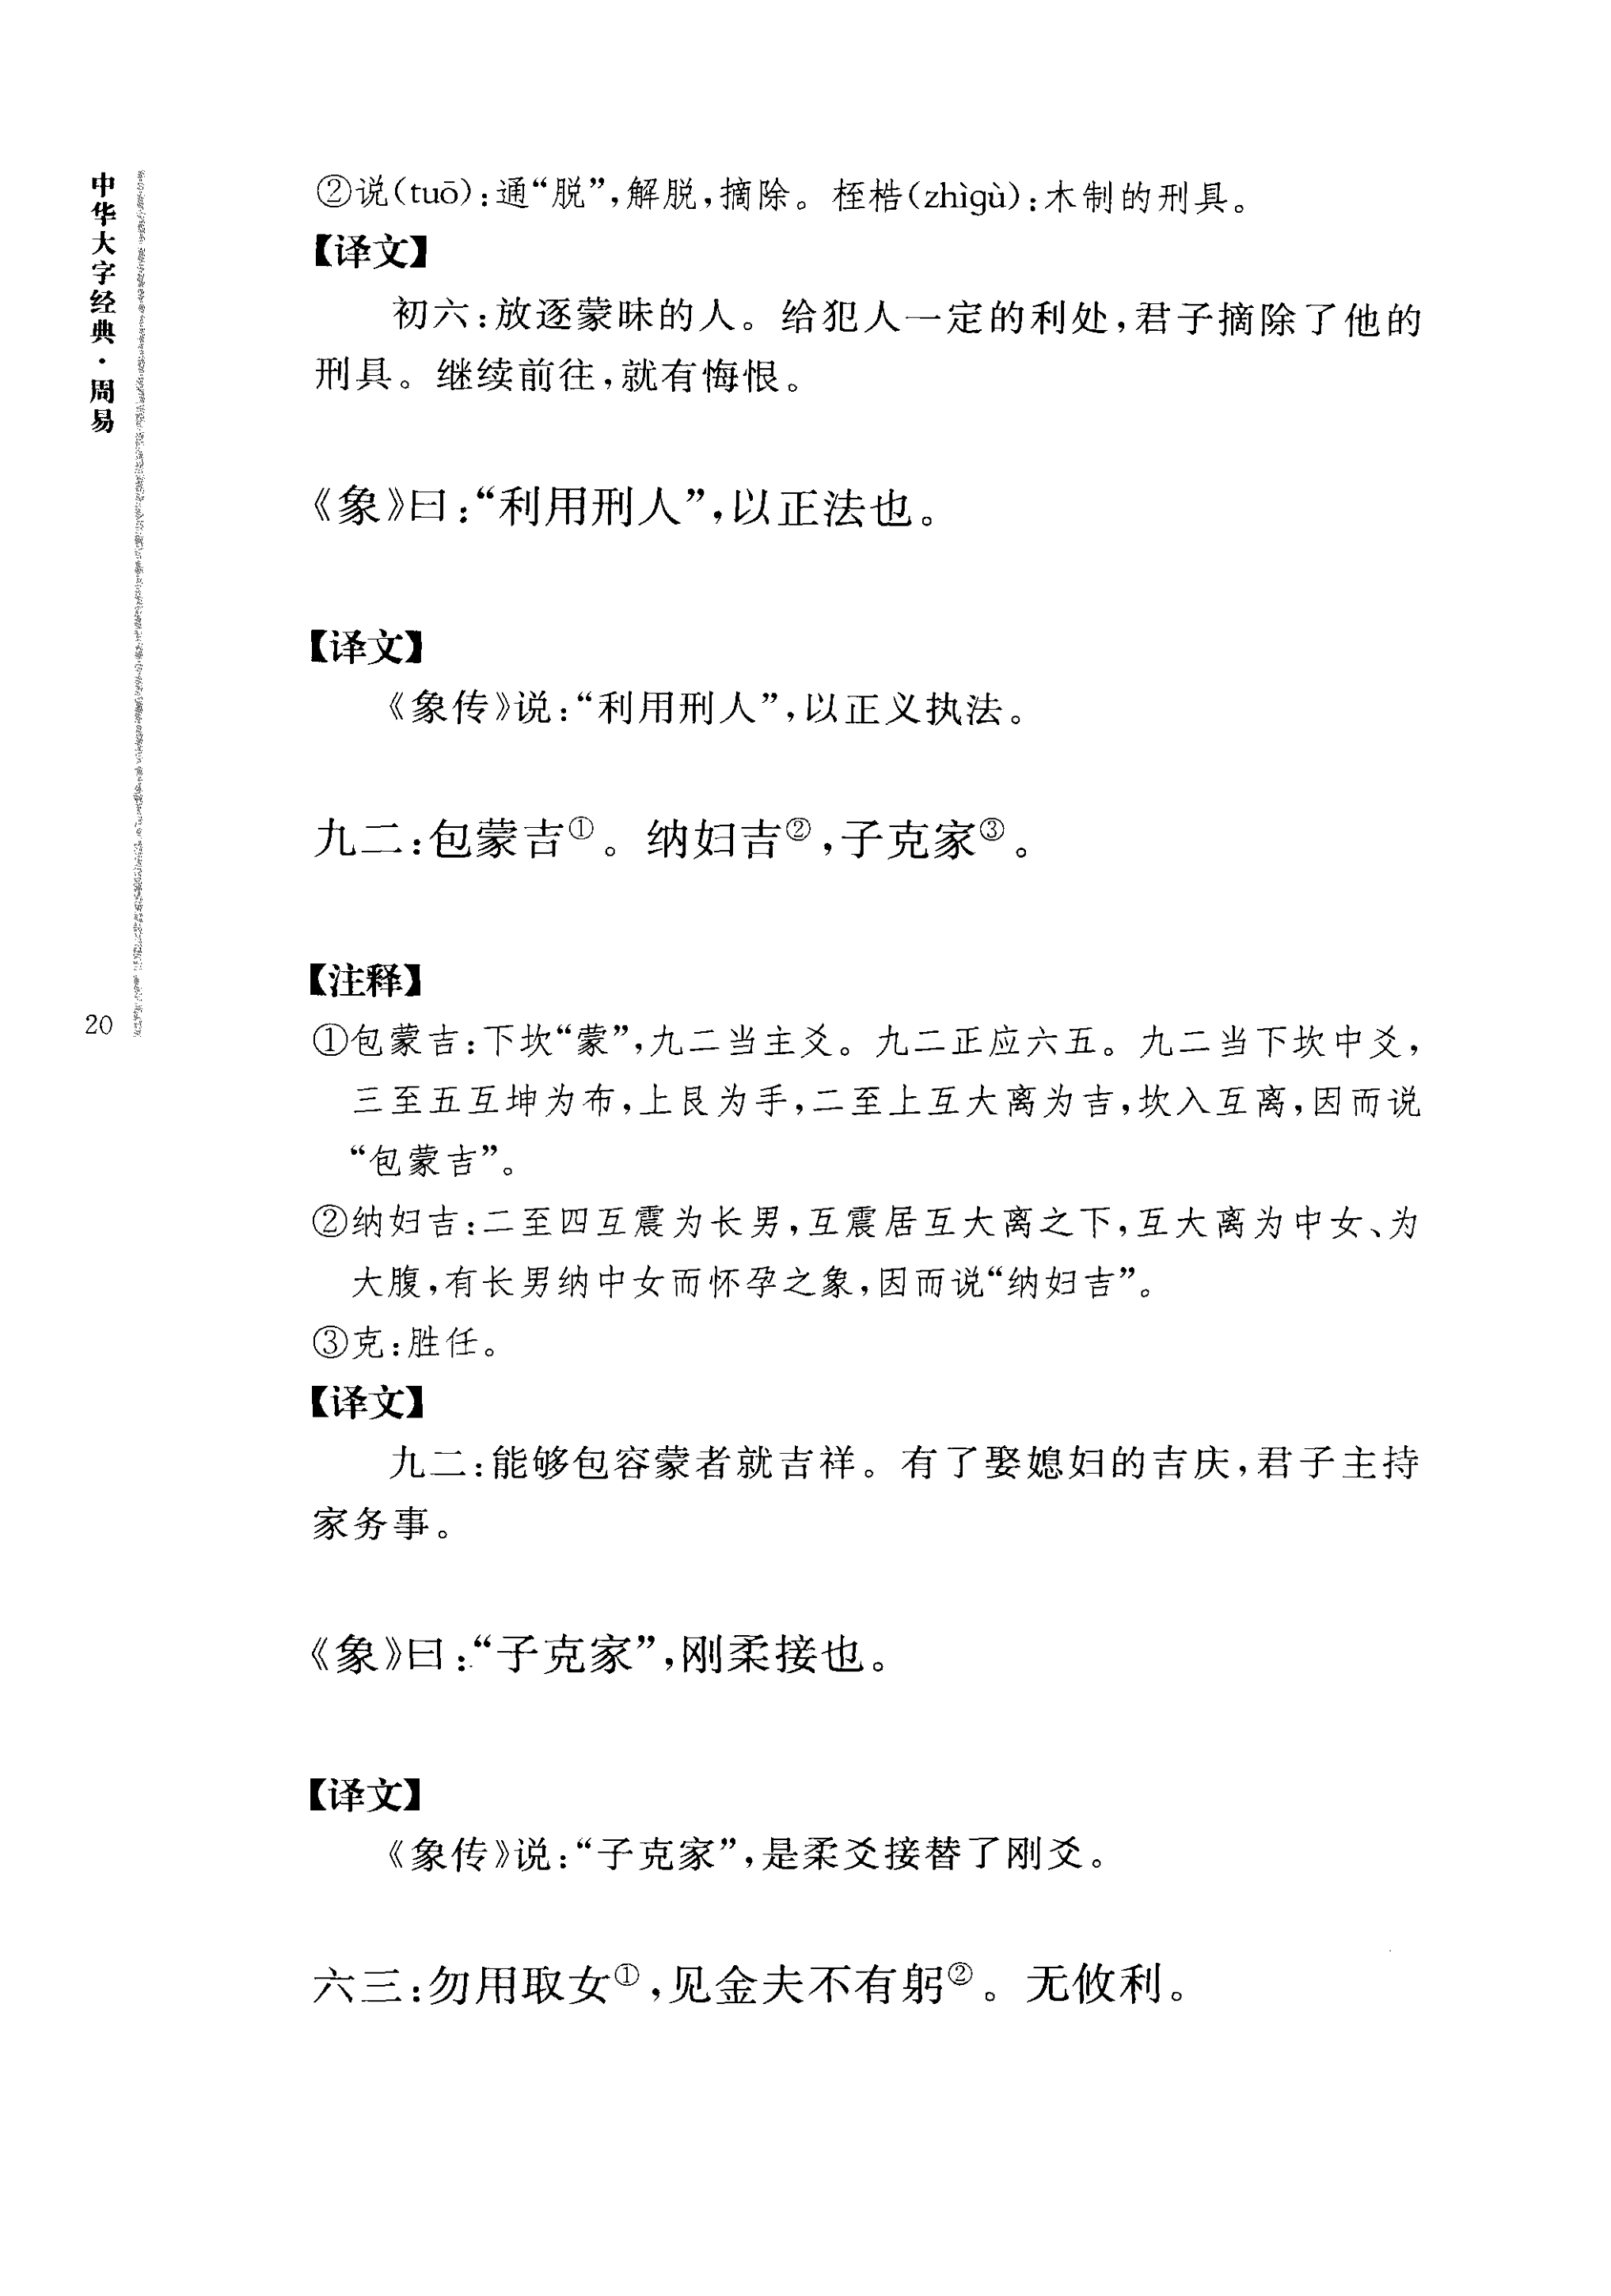 中华大字经典·周易
20
②说(tuō):通“脱”,解脱,摘除。桎梏(zhìgù):木制的刑具。
【译文】
初六:放逐蒙昧的人。给犯人一定的利处,君子摘除了他的
刑具。继续前往,就有悔恨。
《象》曰:“利用刑人”,以正法也。
【译文】
《象传》说:“利用刑人”,以正义执法。
九二:包蒙吉①。纳妇吉②,子克家③。
【注释】
①包蒙吉:下坎“蒙”,九二当主爻。九二正应六五。九二当下坎中爻,
三至五互坤为布,上艮为手,二至上互大离为吉,坎入互离,因而说
“包蒙吉”。
②纳妇吉:二至四互震为长男,互震居互大离之下,互大离为中女、为
大腹,有长男纳中女而怀孕之象,因而说“纳妇吉”。
③克:胜任。
【译文】
九二:能够包容蒙者就吉祥。有了娶媳妇的吉庆,君子主持
家务事。
《象》曰:“子克家”,刚柔接也。
【译文】
《象传》说:“子克家”,是柔爻接替了刚爻。
六三:勿用取女①,见金夫不有躬②。无攸利。